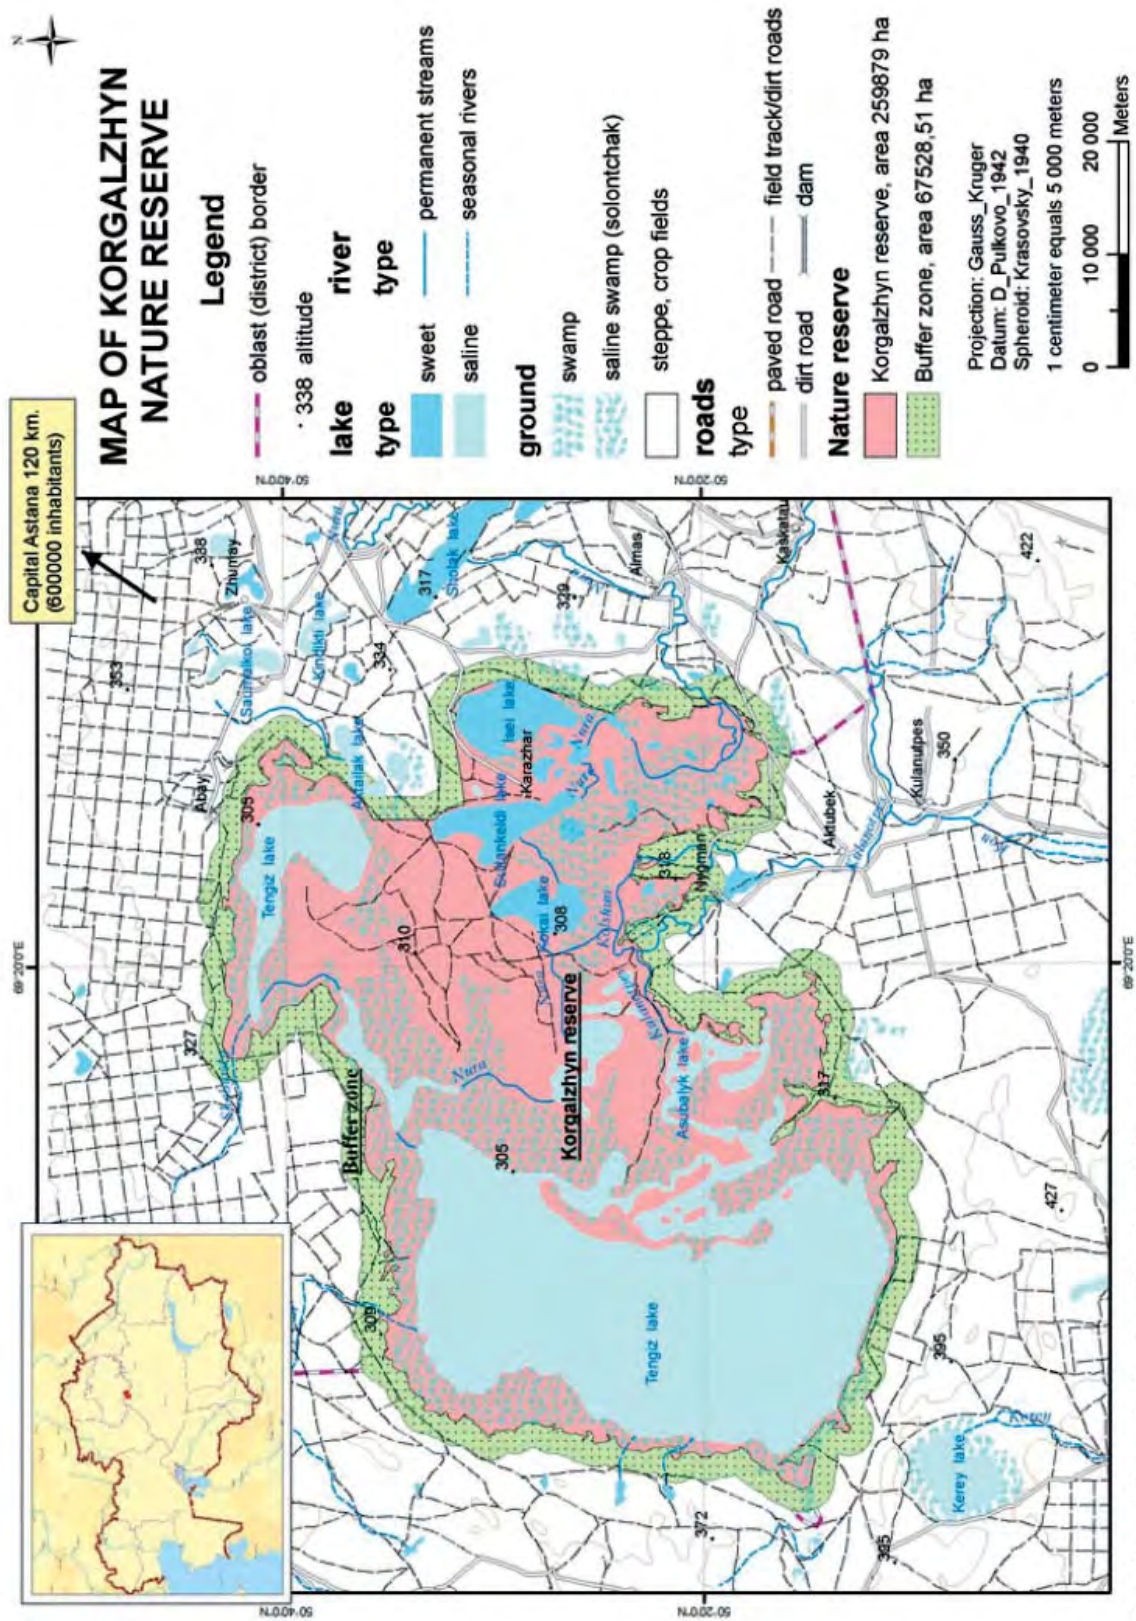 N
Capital Astana 120 km.
(600000 inhabitants)
MAP OF KORGALZHYN
NATURE RESERVE
Legend
oblast (district) border
338 altitude
lake
type
river
type
sweet
permanent streams
saline
seasonal rivers
ground
swamp
saline swamp (solontchak)
steppe, crop fields
roads
type
paved road
field track/dirt roads
dirt road
dam
Nature reserve
Korgalzhyn reserve, area 259879 ha
Buffer zone, area 67528,51 ha
Projection: Gauss_Kruger
Datum: D_Pulkovo_1942
Spheroid: Krasovsky_1940
1 centimeter equals 5 000 meters
0
10 000
20 000
Meters
69°20'0"E
69°20'0"E
50°40'0"N
50°40'0"N
50°20'0"N
50°20'0"N
353
338
Zhumay
Saumalkolk lake
Kindikti lake
Nura
334
317
Sholak lake
Abay
305
Tengiz lake
327
310
Buffer zone
Isei lake
Karazhar
Nura
Sultankeldi lake
Kokai lake
308
Nura
Nura
Korgalzhyn reserve
329
Almas
Kaskatau
318
Nygman
Aktubek
Kulanutpes
350
422
Asubalyk lake
317
305
309
Tengiz lake
427
395
372
395
Kerey lake
Kerey